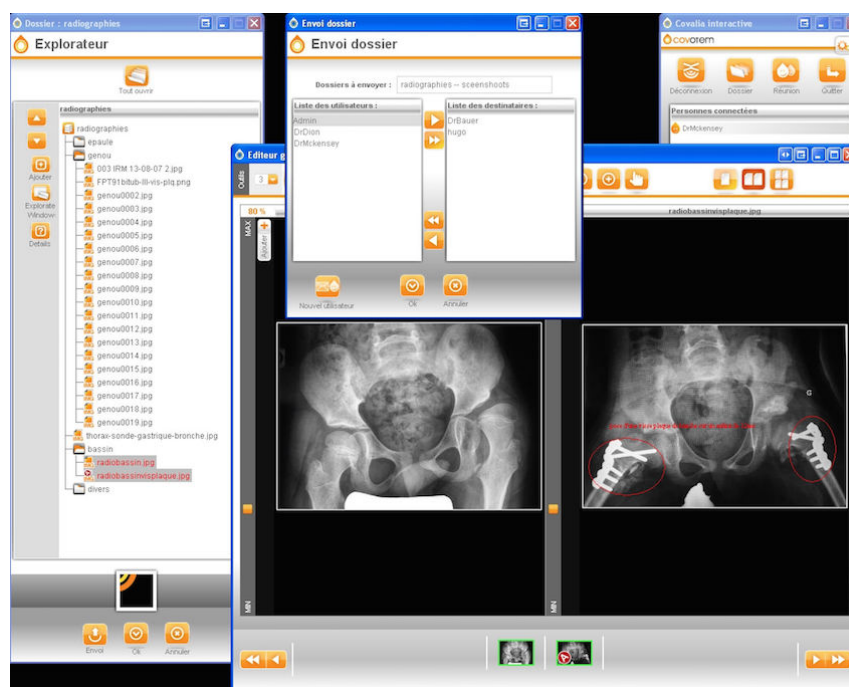 Dossier : radiographies
Explorateur
Tout ouvrir
radiographies
radiographies
epaule
genou
003 IRM 13-08-07 2.jpg
FPT91bitub-III-vis-plq.png
genou0002.jpg
genou0003.jpg
genou0004.jpg
genou0005.jpg
genou0006.jpg
genou0007.jpg
genou0008.jpg
genou0009.jpg
genou0010.jpg
genou0011.jpg
genou0012.jpg
genou0013.jpg
genou0014.jpg
genou0015.jpg
genou0016.jpg
genou0017.jpg
genou0018.jpg
genou0019.jpg
thorax-sonde-gastrique-bronche.jpg
bassin
radiobassin.jpg
radiobassinvisplaque.jpg
divers
Ajouter
Explorate
Window
Details
Envoi
Ok
Annuler
Envoi dossier
Envoi dossier
Dossiers à envoyer :
radiographies -- sceenshoots
Liste des utilisateurs :
Admin
DrDion
DrMckensey
Liste des destinataires :
DrBauer
hugo
Nouvel utilisateur
Ok
Annuler
Covalia interactive
covotem
Déconnexion
Dossier
Réunion
Quitter
Personnes connectées
DrMckensey
Editeur g
Outils
3
80 %
radiobassinvisplaque.jpg
MAX
Ajouter
G
MIN
MIN